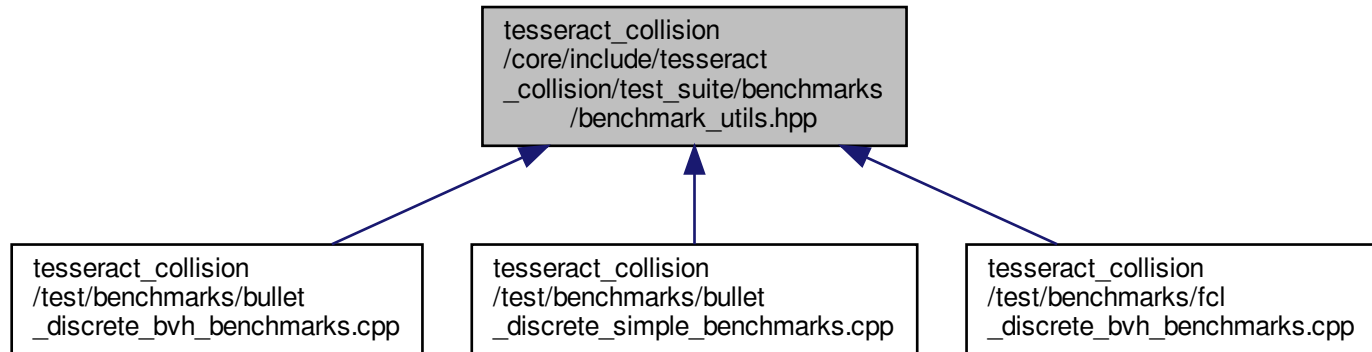 tesseract_collision
/core/include/tesseract
_collision/test_suite/benchmarks
/benchmark_utils.hpp
tesseract_collision
/test/benchmarks/bullet
_discrete_bvh_benchmarks.cpp
tesseract_collision
/test/benchmarks/bullet
_discrete_simple_benchmarks.cpp
tesseract_collision
/test/benchmarks/fcl
_discrete_bvh_benchmarks.cpp